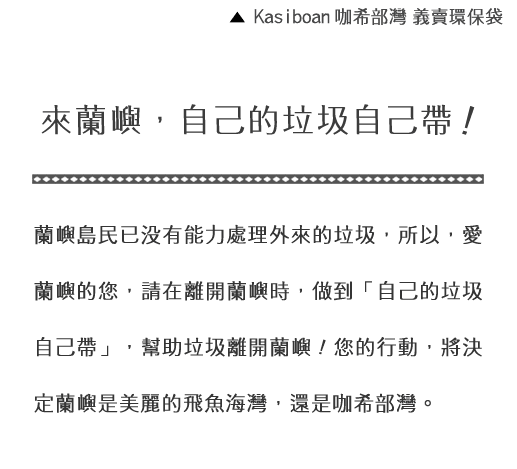 ▲ Kasiboan 咖希部灣 義賣環保袋
來蘭嶼，自己的垃圾自己帶！
蘭嶼島民已没有能力處理外來的垃圾，所以，愛
蘭嶼的您，請在離開蘭嶼時，做到「自己的垃圾
自己帶」，幫助垃圾離開蘭嶼！您的行動，將決
定蘭嶼是美麗的飛魚海灣，還是咖希部灣。